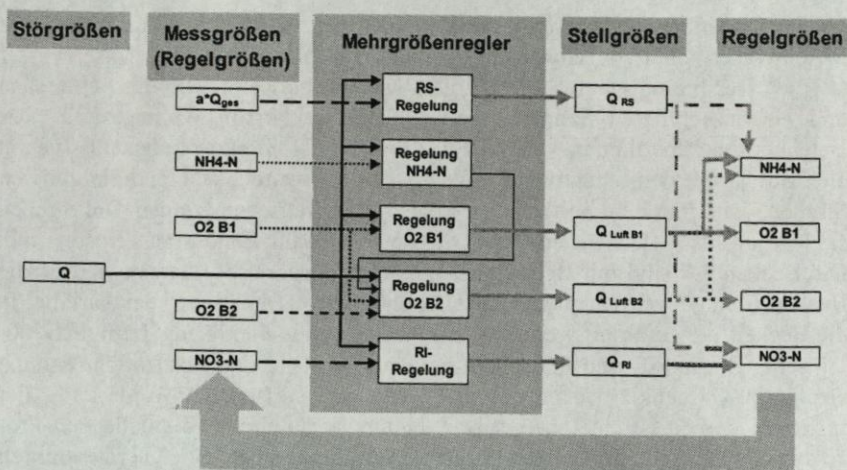 Störgrößen
Messgrößen
(Regelgrößen)
Mehrgrößenregler
Stellgrößen
Regelgrößen
a*Qges
RS-
Regelung
Q RS
NH4-N
Regelung
NH4-N
NH4-N
O2 B1
Regelung
O2 B1
Q Luft B1
O2 B1
Q
Regelung
O2 B2
Q Luft B2
O2 B2
O2 B2
NO3-N
RI-
Regelung
Q RI
NO3-N